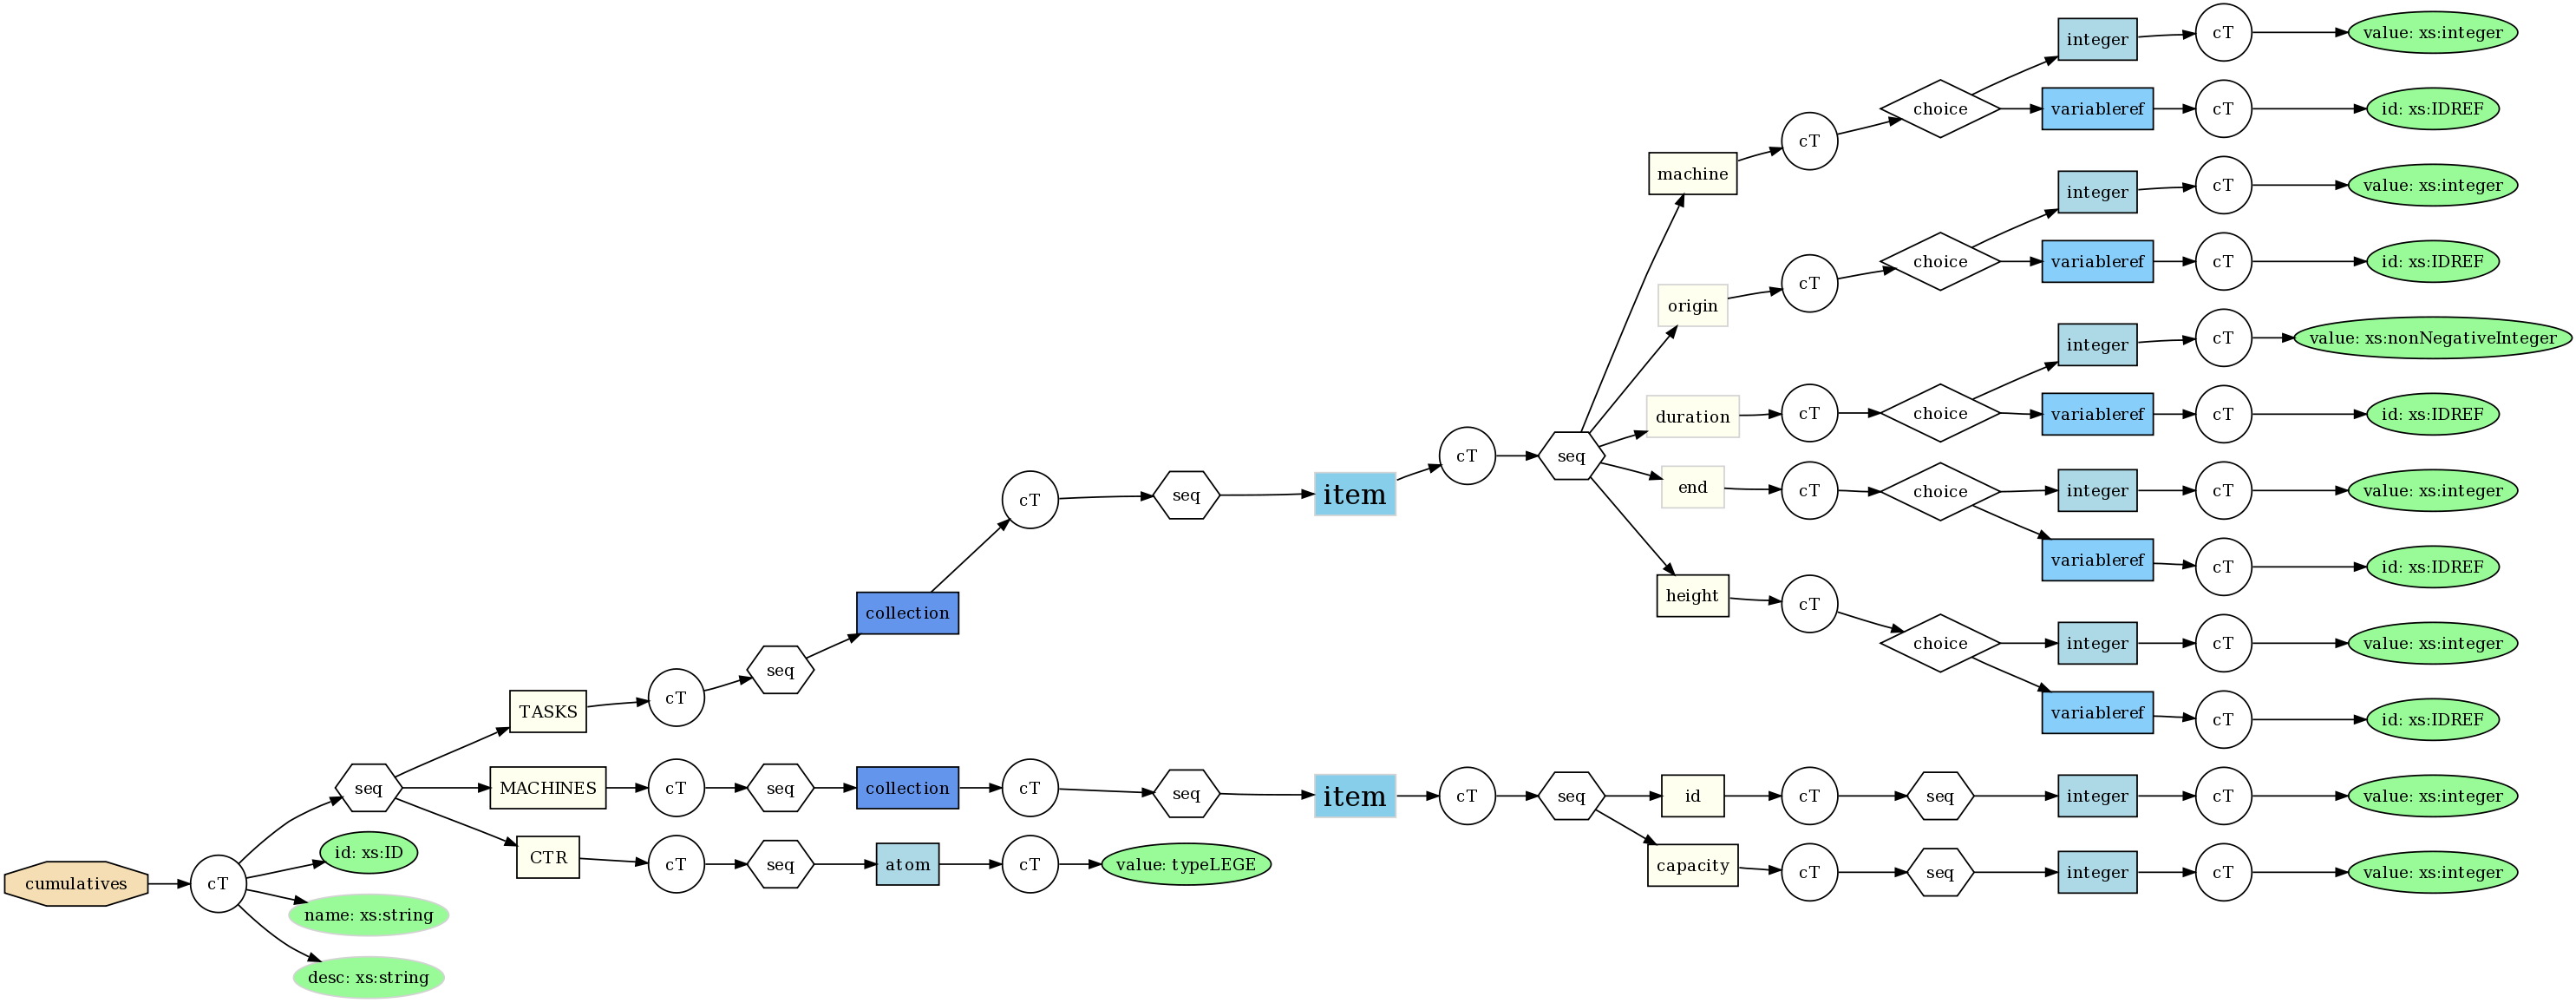 cumulatives
cT
seq
id: xs:ID
name: xs:string
desc: xs:string
TASKS
cT
seq
collection
cT
seq
item
cT
seq
machine
cT
choice
integer
cT
value: xs:integer
variableref
cT
id: xs:IDREF
origin
cT
choice
integer
cT
value: xs:integer
variableref
cT
id: xs:IDREF
duration
cT
choice
integer
cT
value: xs:nonNegativeInteger
variableref
cT
id: xs:IDREF
end
cT
choice
integer
cT
value: xs:integer
variableref
cT
id: xs:IDREF
height
cT
choice
integer
cT
value: xs:integer
variableref
cT
id: xs:IDREF
MACHINES
cT
seq
collection
cT
seq
item
cT
seq
id
cT
seq
integer
cT
value: xs:integer
capacity
cT
seq
integer
cT
value: xs:integer
CTR
cT
seq
atom
cT
value: typeLEGE